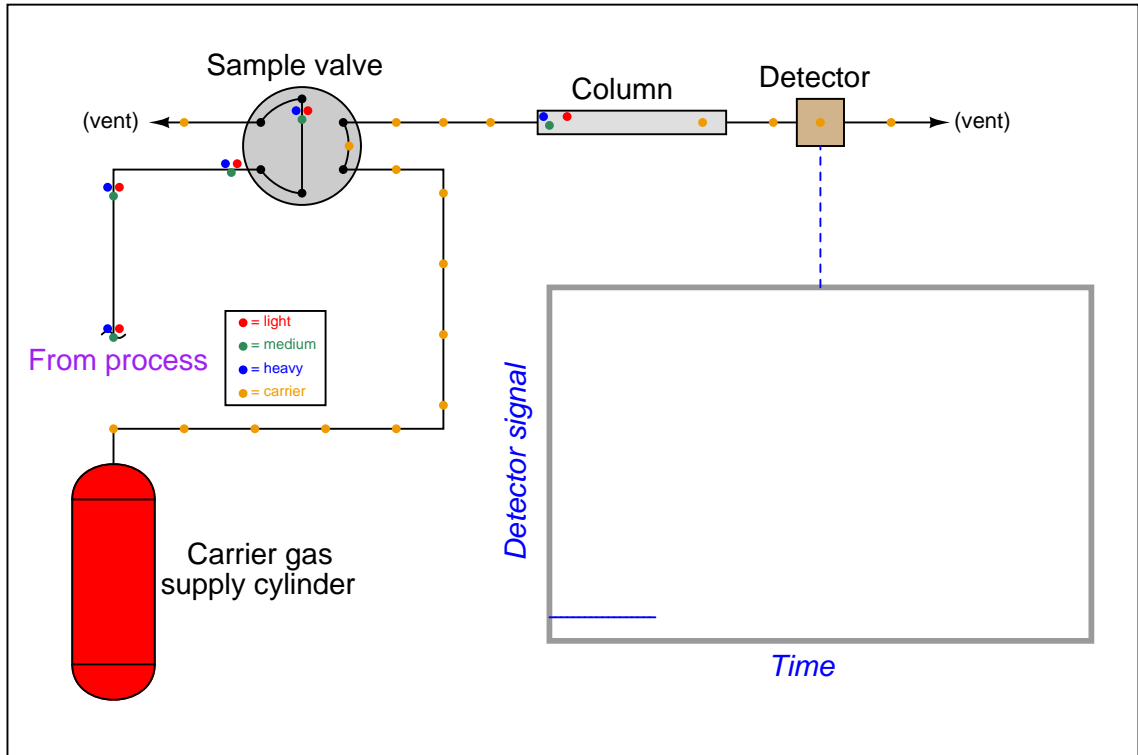 Sample valve
Column
Detector
(vent)
(vent)
= light
= medium
= heavy
= carrier
From process
Detector signal
Carrier gas
supply cylinder
Time